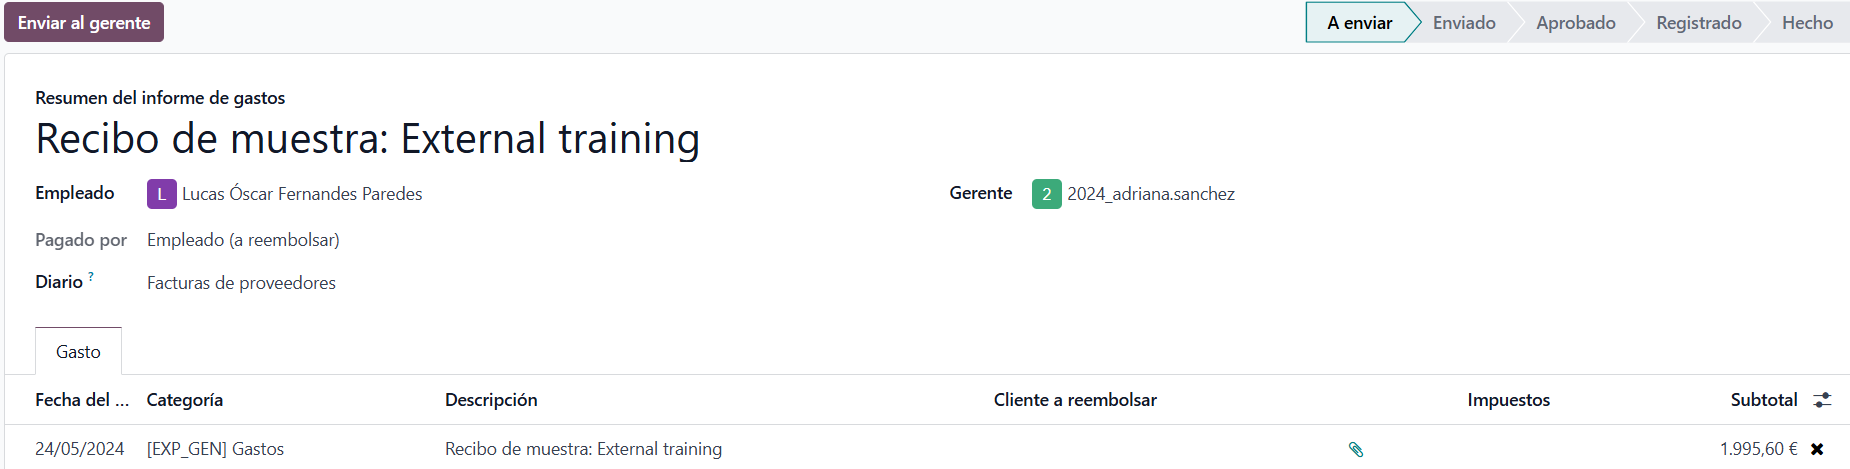 Enviar al gerente
A enviar Enviado Aprobado Registrado Hecho
Resumen del informe de gastos
Recibo de muestra: External training
Empleado L Lucas Óscar Fernandes Paredes Gerente 2 2024_adriana.sanchez
Pagado por Empleado (a reembolsar)
Diario ? Facturas de proveedores
Gasto
Fecha del ... Categoría Descripción Cliente a reembolsar Impuestos Subtotal
24/05/2024 [EXP_GEN] Gastos Recibo de muestra: External training 1.995,60 €